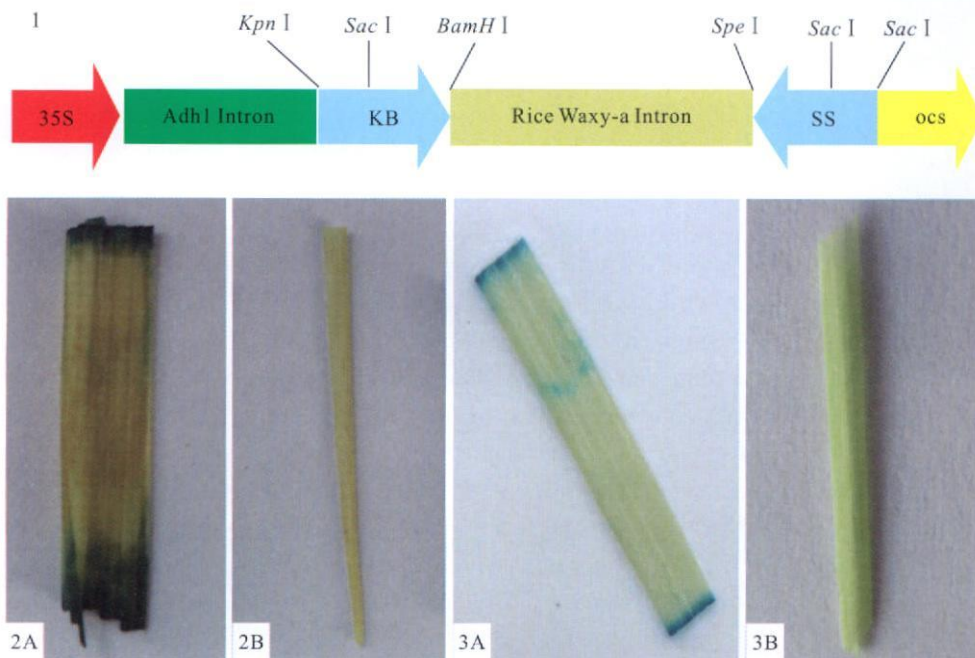 1
Kpn Ⅰ Sac Ⅰ BamH Ⅰ Spe Ⅰ Sac Ⅰ Sac Ⅰ
35S Adh1 Intron KB Rice Waxy-a Intron SS ocs
2A 2B 3A 3B